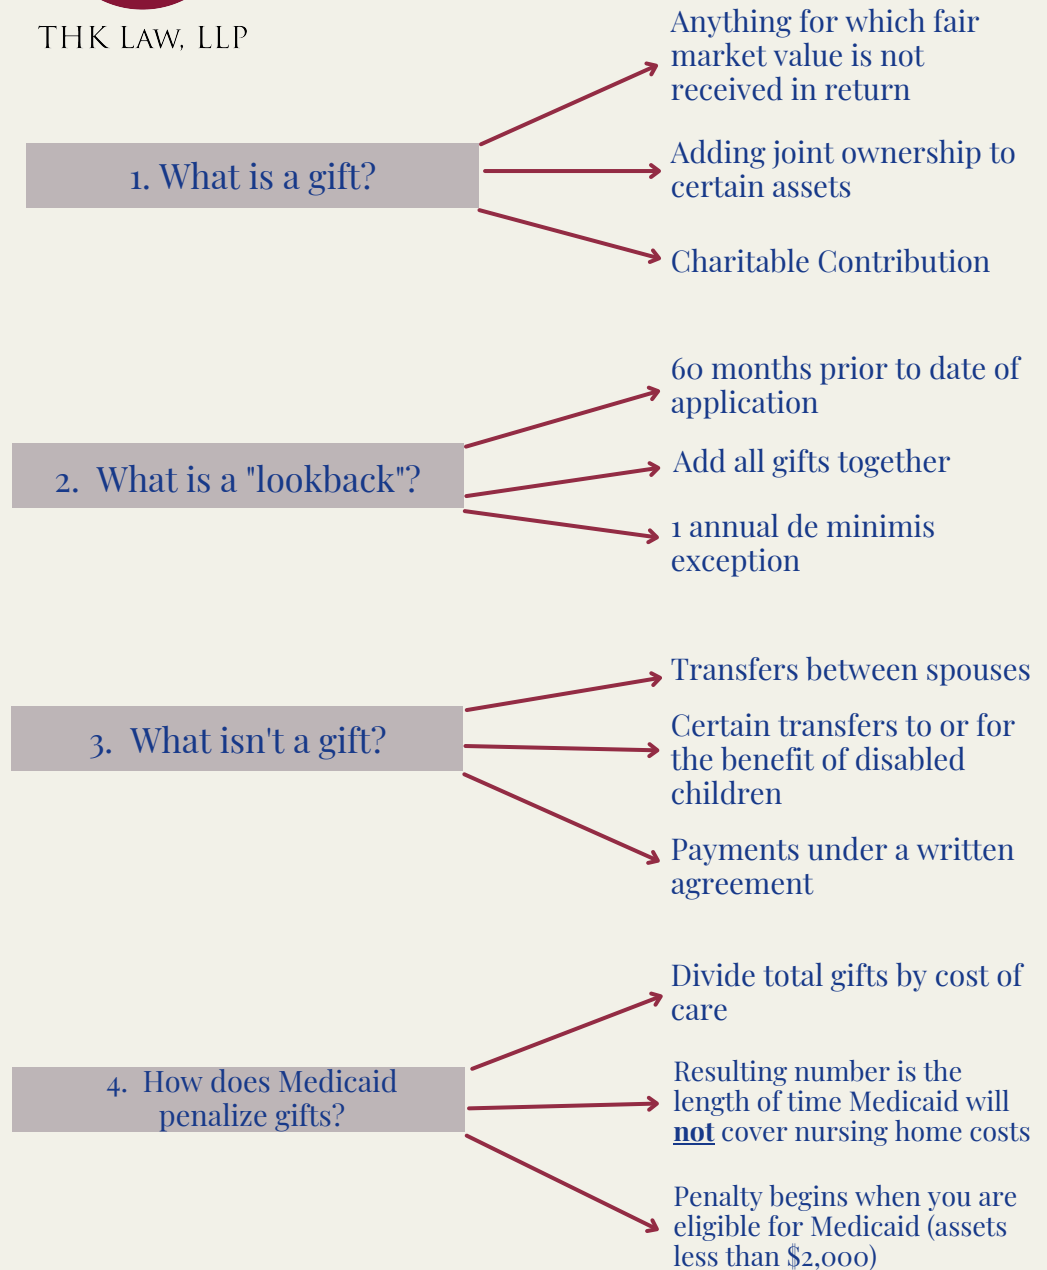 THK LAW, LLP
1. What is a gift?
Anything for which fair
market value is not
received in return
Adding joint ownership to
certain assets
Charitable Contribution
2. What is a "lookback"?
60 months prior to date of
application
Add all gifts together
1 annual de minimis
exception
3. What isn't a gift?
Transfers between spouses
Certain transfers to or for
the benefit of disabled
children
Payments under a written
agreement
4. How does Medicaid
penalize gifts?
Divide total gifts by cost of
care
Resulting number is the
length of time Medicaid will
not cover nursing home costs
Penalty begins when you are
eligible for Medicaid (assets
less than $2,000)